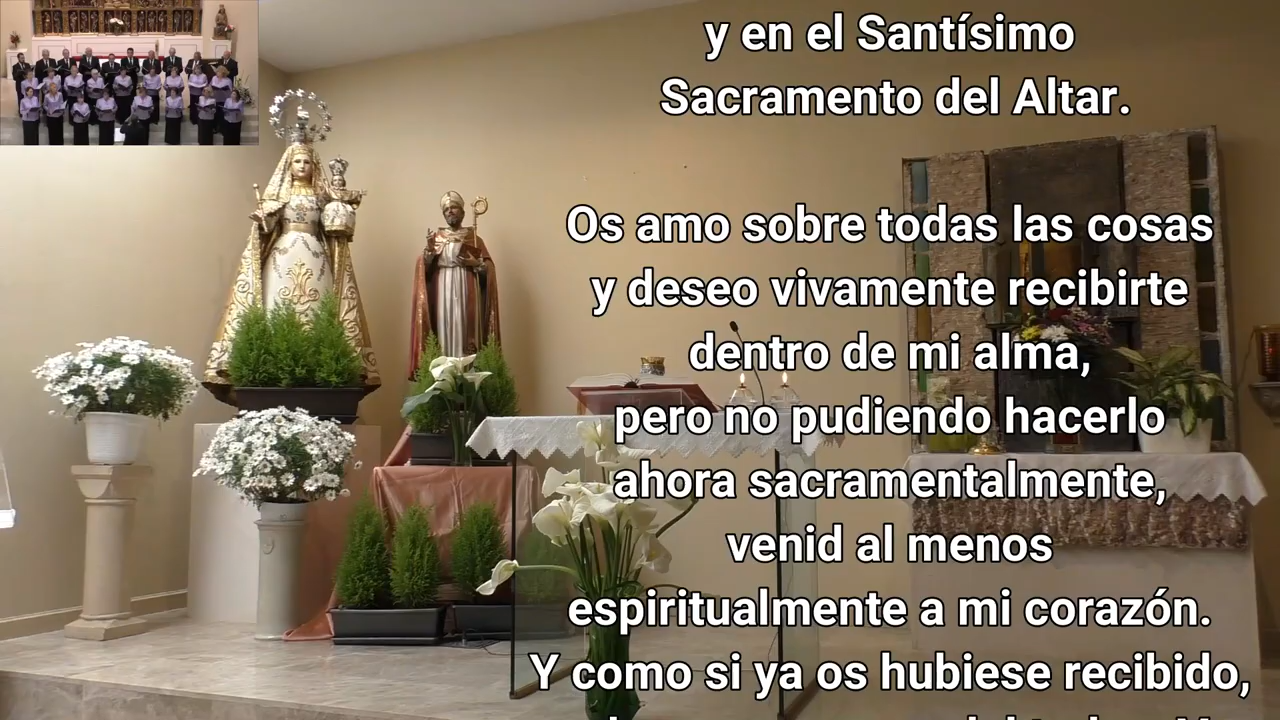 y en el Santísimo
Sacramento del Altar.
Os amo sobre todas las cosas
y deseo vivamente recibirte
dentro de mi alma,
pero no pudiendo hacerlo
ahora sacramentalmente,
venid al menos
espiritualmente a mi corazón.
Y como si ya os hubiese recibido,